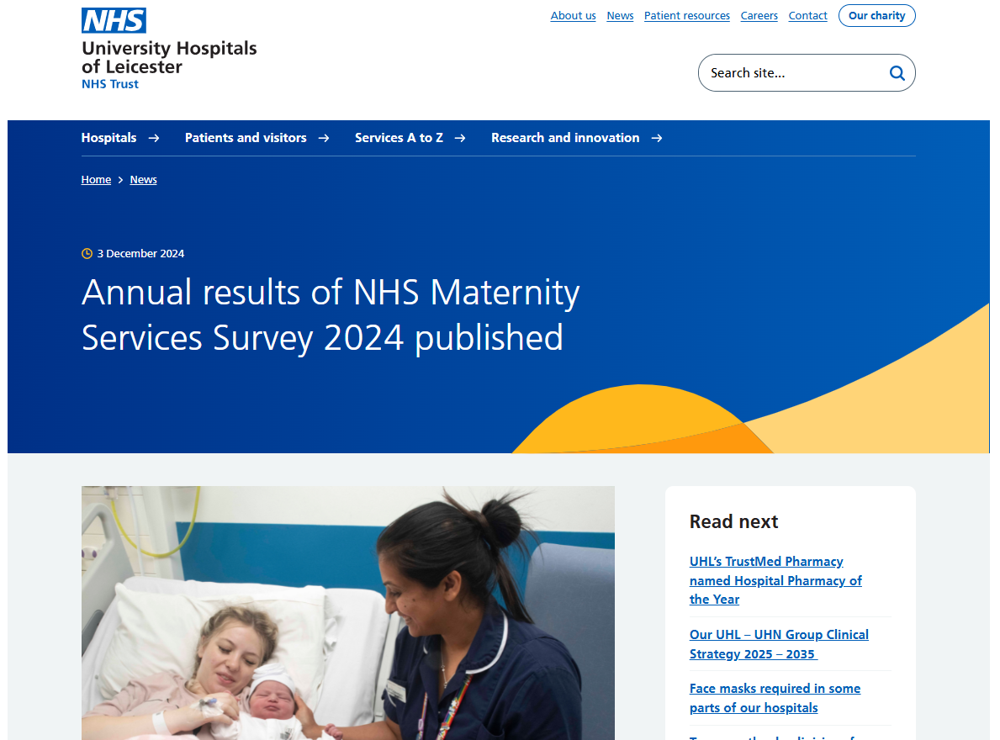 NHS
University Hospitals
of Leicester
NHS Trust
About us News Patient resources Careers Contact Our charity
Search site...
Hospitals Patients and visitors Services A to Z Research and innovation
Home News
3 December 2024
Annual results of NHS Maternity
Services Survey 2024 published
Read next
UHL’s TrustMed Pharmacy
named Hospital Pharmacy of
the Year
Our UHL – UHN Group Clinical
Strategy 2025 – 2035
Face masks required in some
parts of our hospitals